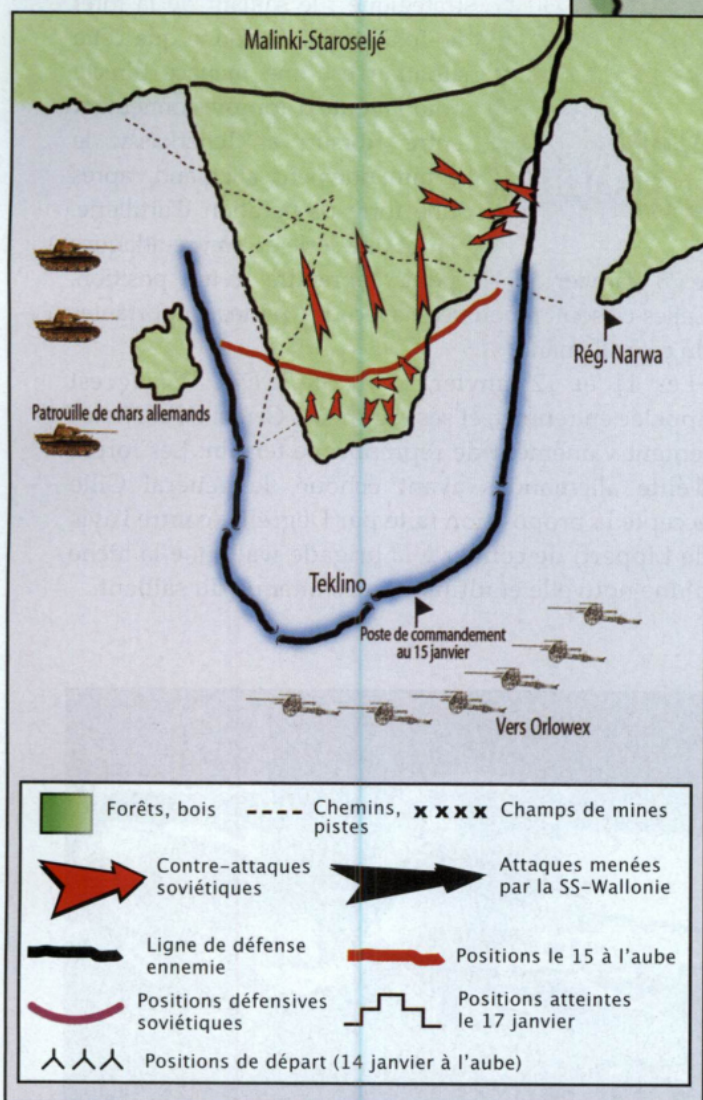 Malinki-Staroseljé
Rég. Narwa
Patrouille de chars allemands
Teklino
Poste de commandement
au 15 janvier
Vers Orlowex
Forêts, bois
Chemins,
pistes
x x x x Champs de mines
Contre-attaques
soviétiques
Attaques menées
par la SS-Wallonie
Ligne de défense
ennemie
Positions le 15 à l'aube
Positions défensives
soviétiques
Positions atteintes
le 17 janvier
Positions de départ (14 janvier à l'aube)